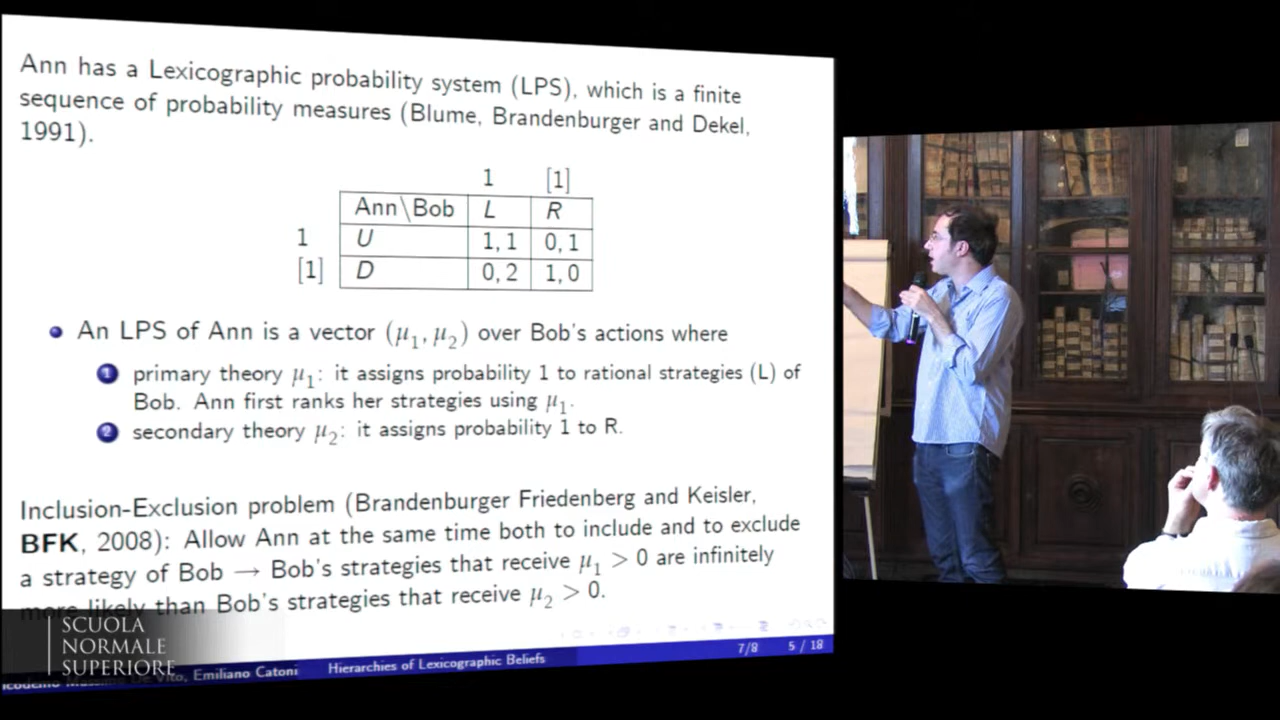 Ann has a Lexicographic probability system (LPS), which is a finite
sequence of probability measures (Blume, Brandenburger and Dekel,
1991).
1 [1]
Ann\Bob L R
1 U 1, 1 0, 1
[1] D 0, 2 1, 0
An LPS of Ann is a vector (μ1, μ2) over Bob's actions where
1 primary theory μ1: it assigns probability 1 to rational strategies (L) of
Bob. Ann first ranks her strategies using μ1.
2 secondary theory μ2: it assigns probability 1 to R.
Inclusion-Exclusion problem (Brandenburger Friedenberg and Keisler,
BFK, 2008): Allow Ann at the same time both to include and to exclude
a strategy of Bob → Bob's strategies that receive μ1 > 0 are infinitely
more likely than Bob's strategies that receive μ2 > 0.
SCUOLA
NORMALE
SUPERIORE
De Vito, Emiliano Catoni Hierarchies of Lexicographic Beliefs 7/8 5 / 18